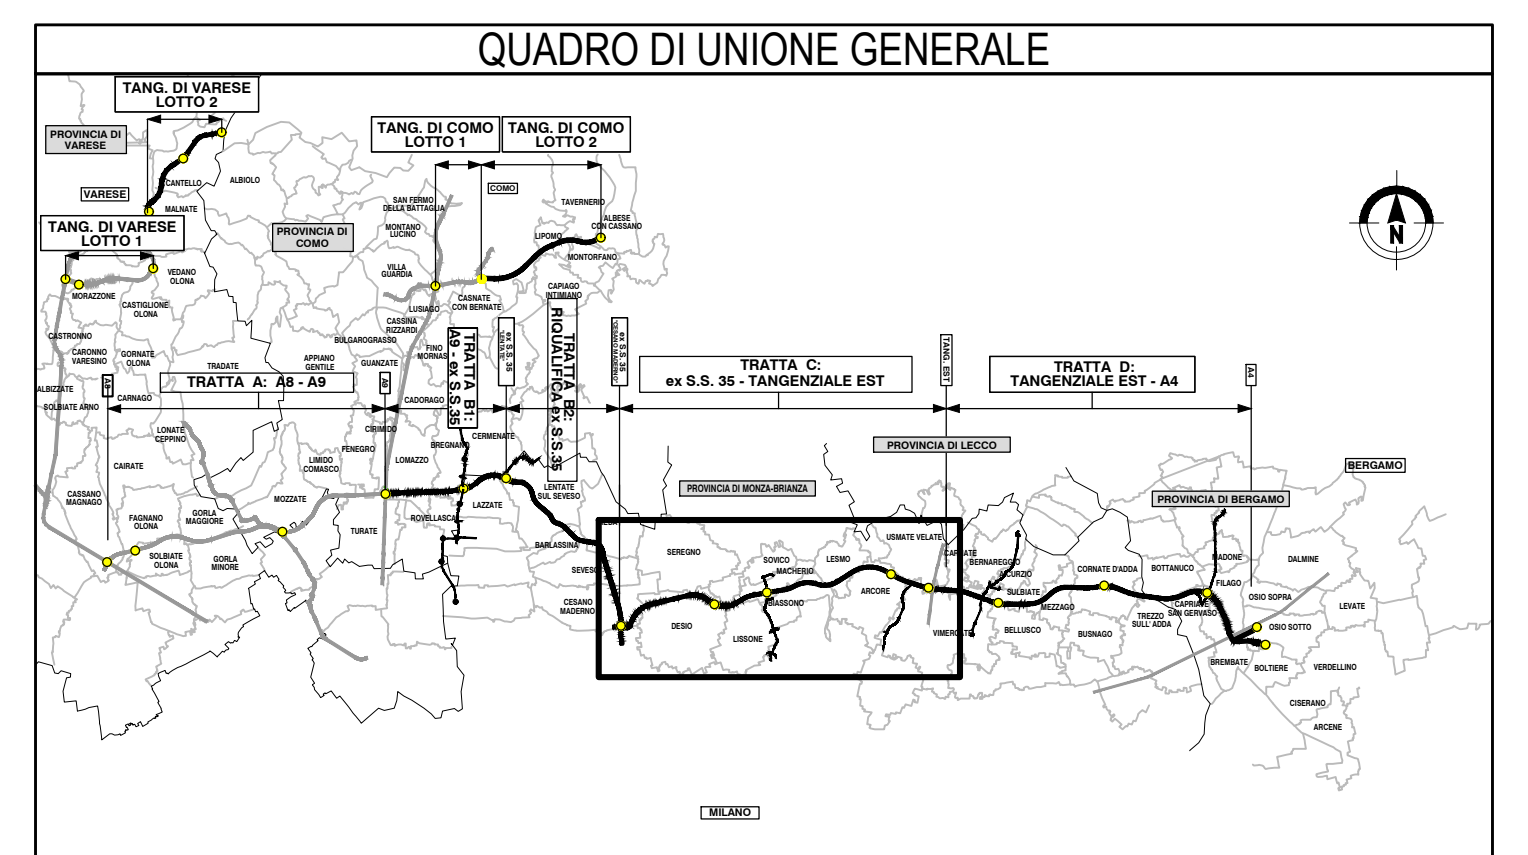 QUADRO DI UNIONE GENERALE
TANG. DI VARESE
LOTTO 2
PROVINCIA DI
VARESE
TANG. DI COMO
LOTTO 1
TANG. DI COMO
LOTTO 2
CANTELLO
ALBIOLO
VARESE
MALNATE
COMO
SAN FERMO
DELLA BATTAGLIA
TAVERNERIO
TANG. DI VARESE
LOTTO 1
PROVINCIA DI
COMO
MONTANO
LUCINO
ALBESE
CON CASSANO
LIPOMO
MONTORFANO
N
VEDANO
OLONA
VILLA
GUARDIA
MORAZZONE
CASTIGLIONE
OLONA
CASNATE
CON BERNATE
CAPIAGO
INTIMIANO
LUSIAGO
CASSINA
RIZZARDI
CASTRONNO
BULGAROGRASSO
CARONNO
VARESINO
GORNATE
OLONA
TRADATE
APPIANO
GENTILE
GUANZATE
FINO
MORNAS
TRATTA B1:
A9 - ex S.S.35
ex S.S. 35
"LENTATE"
TRATTA B2:
RIQUALIFICA ex S.S.35
ex S.S. 35
"CESANO MADERNO"
TRATTA C:
ex S.S. 35 - TANGENZIALE EST
TANG. EST
TRATTA D:
TANGENZIALE EST - A4
A4
ALBIZZATE
A8
TRATTA A: A8 - A9
A9
CARNAGO
SOLBIATE ARNO
CADORAGO
LONATE
CEPPINO
CIRIMIDO
FENEGRO
BREGNANO
CERMENATE
PROVINCIA DI LECCO
CAIRATE
LIMIDO
COMASCO
LOMAZZO
BERGAMO
CASSANO
MAGNAGO
MOZZATE
LAZZATE
LENTATE
SUL SEVESO
PROVINCIA DI MONZA-BRIANZA
PROVINCIA DI BERGAMO
FAGNANO
OLONA
GORLA
MAGGIORE
ROVELLASCA
TURATE
SOLBIATE
OLONA
GORLA
MINORE
BARLASSINA
SEREGNO
SOVICO
MACHERIO
LESMO
USMATE VELATE
CARNATE
BERNAREGGIO
AICURZIO
CORNATE D'ADDA
BOTTANUCO
MADONE
DALMINE
SEVESO
CESANO
MADERNO
BIASSONO
ARCORE
SULBIATE
MEZZAGO
FILAGO
CAPRIATE
SAN GERVASO
OSIO SOPRA
LEVATE
DESIO
LISSONE
VIMERCATE
BELLUSCO
BUSNAGO
TREZZO
SULL' ADDA
OSIO SOTTO
BREMBATE
BOLTIERE
VERDELLINO
CISERANO
ARCENE
MILANO